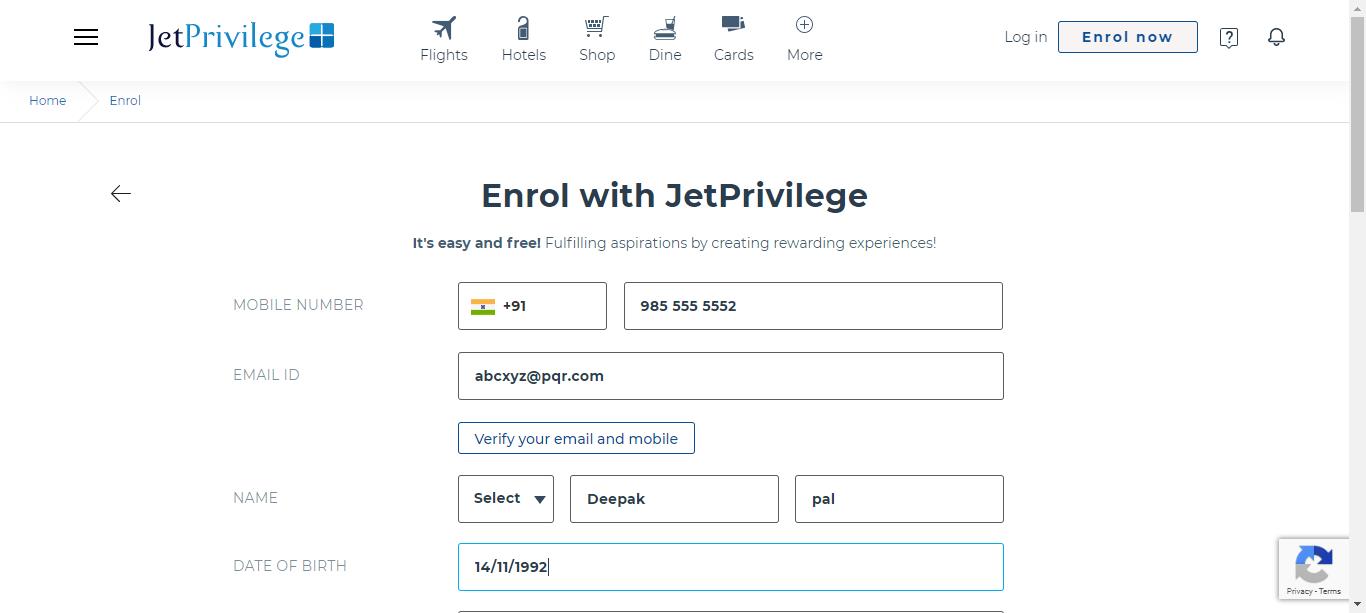 JetPrivilege
Flights Hotels Shop Dine Cards More
Log in Enrol now
Home Enrol
Enrol with JetPrivilege
It's easy and free! Fulfilling aspirations by creating rewarding experiences!
MOBILE NUMBER +91 985 555 5552
EMAIL ID abcxyz@pqr.com
Verify your email and mobile
NAME Select Deepak pal
DATE OF BIRTH 14/11/1992
Privacy - Terms